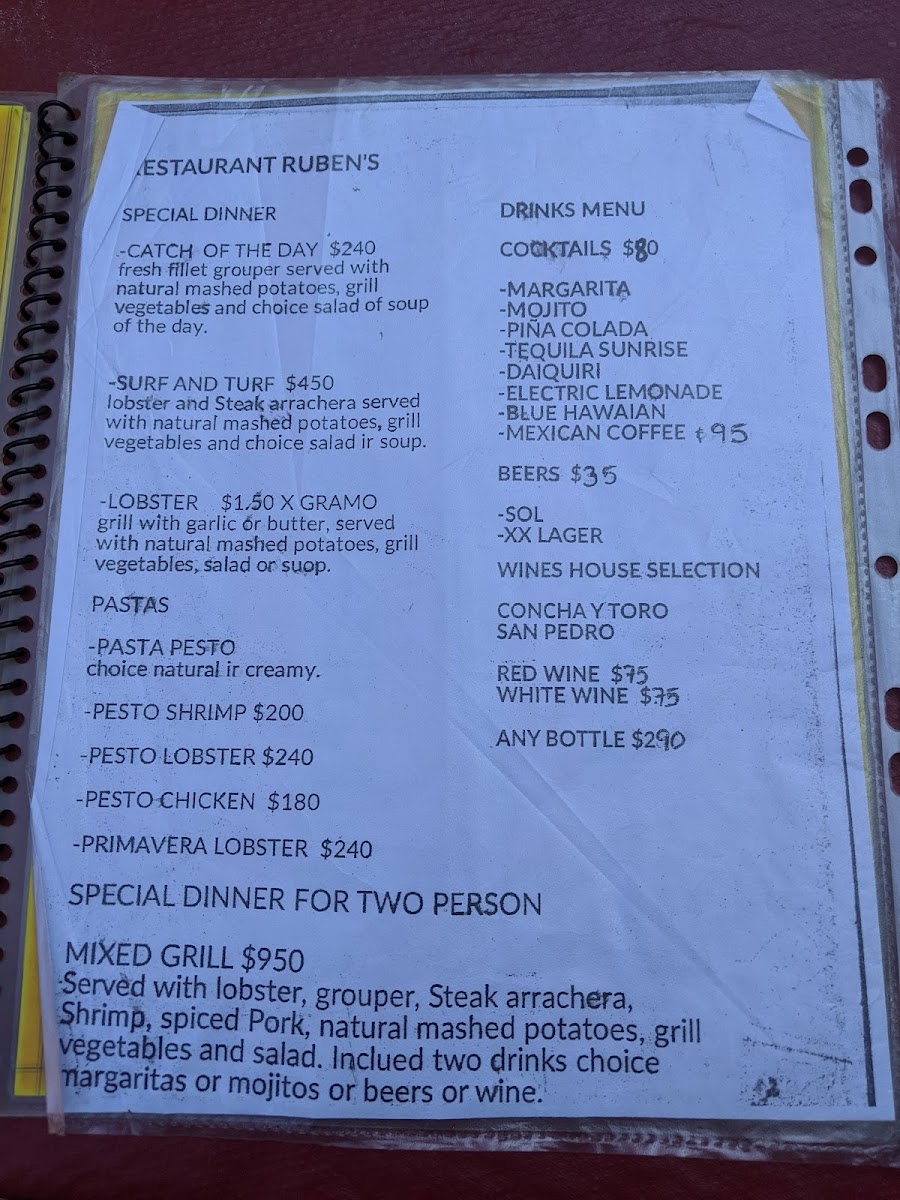 ESTAURANT RUBEN'S
SPECIAL DINNER
-CATCH OF THE DAY $240
fresh fillet grouper served with
natural mashed potatoes, grill
vegetables and choice salad of soup
of the day.
-SURF AND TURF $450
lobster and Steak arrachera served
with natural mashed potatoes, grill
vegetables and choice salad ir soup.
-LOBSTER $1.50 X GRAMO
grill with garlic or butter, served
with natural mashed potatoes, grill
vegetables, salad or suop.
PASTAS
-PASTA PESTO
choice natural ir creamy.
-PESTO SHRIMP $200
-PESTO LOBSTER $240
-PESTO CHICKEN $180
-PRIMAVERA LOBSTER $240
DRINKS MENU
COCKTAILS $80
-MARGARITA
-MOJITO
-PIÑA COLADA
-TEQUILA SUNRISE
-DAIQUIRI
-ELECTRIC LEMONADE
-BLUE HAWAIAN
-MEXICAN COFFEE $95
BEERS $35
-SOL
-XX LAGER
WINES HOUSE SELECTION
CONCHA Y TORO
SAN PEDRO
RED WINE $75
WHITE WINE $75
ANY BOTTLE $290
SPECIAL DINNER FOR TWO PERSON
MIXED GRILL $950
-Served with lobster, grouper, Steak arrachera,
Shrimp, spiced Pork, natural mashed potatoes, grill
vegetables and salad. Inclued two drinks choice
margaritas or mojitos or beers or wine.